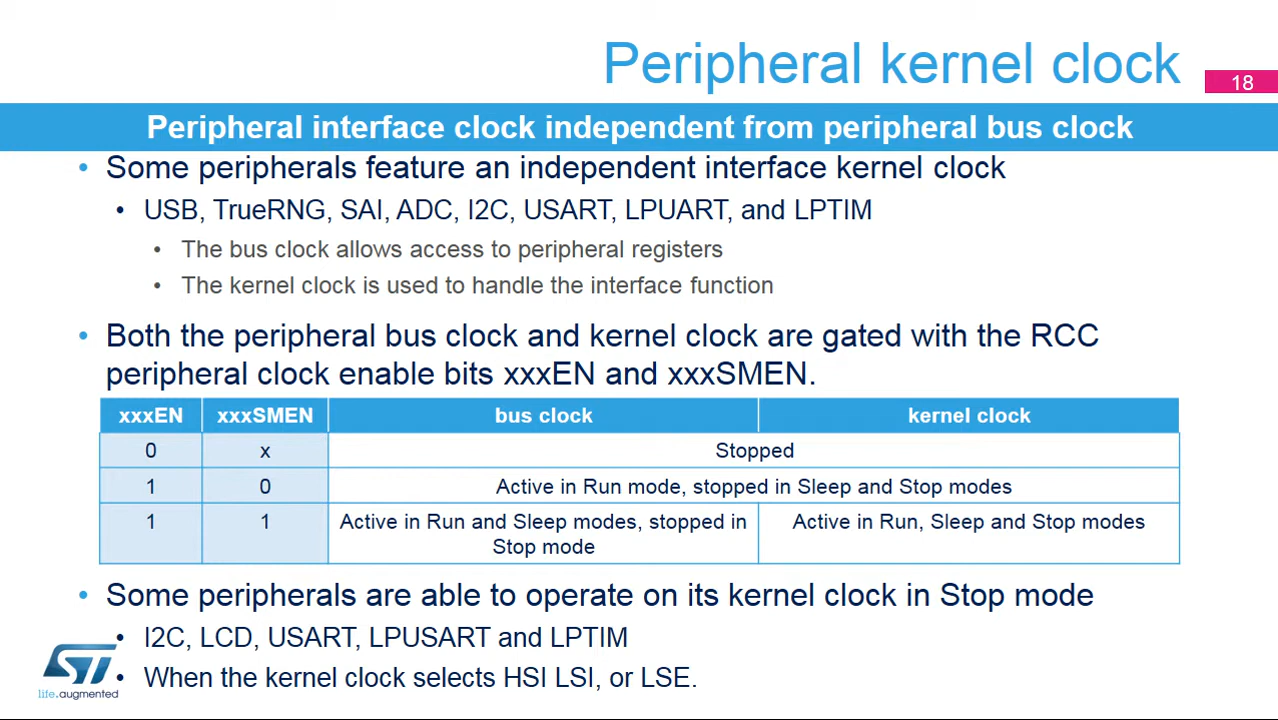 Peripheral kernel clock
18
Peripheral interface clock independent from peripheral bus clock
• Some peripherals feature an independent interface kernel clock
• USB, TrueRNG, SAI, ADC, I2C, USART, LPUART, and LPTIM
• The bus clock allows access to peripheral registers
• The kernel clock is used to handle the interface function
• Both the peripheral bus clock and kernel clock are gated with the RCC
peripheral clock enable bits xxxEN and xxxSMEN.
xxxEN xxxSMEN bus clock kernel clock
0 x Stopped
1 0 Active in Run mode, stopped in Sleep and Stop modes
1 1 Active in Run and Sleep modes, stopped in Active in Run, Sleep and Stop modes
Stop mode
• Some peripherals are able to operate on its kernel clock in Stop mode
• I2C, LCD, USART, LPUSART and LPTIM
• When the kernel clock selects HSI LSI, or LSE.
ST
life.augmented